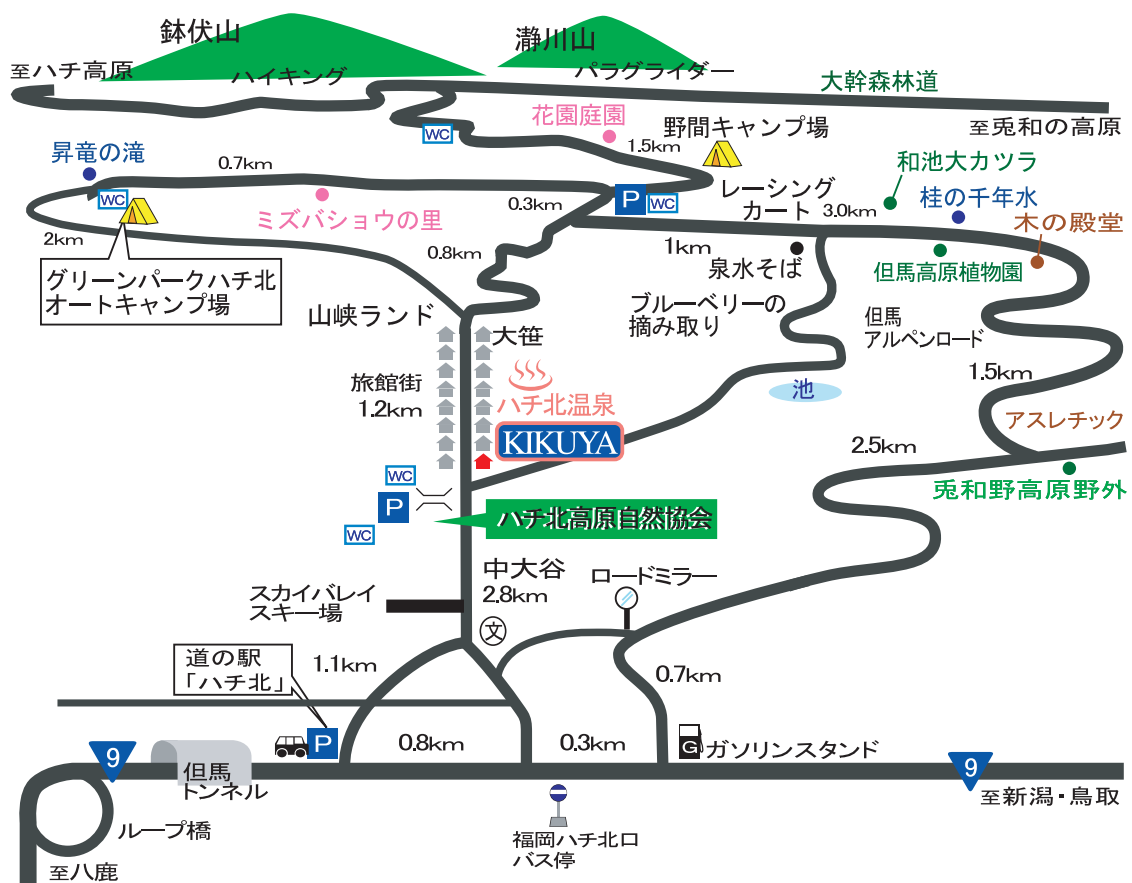 鉢伏山
瀞川山
至ハチ高原
ハイキング
パラグライダー
大幹森林道
花園庭園
野間キャンプ場
至兎和の高原
WC
1.5km
昇竜の滝
0.7km
和池大カツラ
WC
ミズバショウの里
0.3km
P
WC
レーシング
カート
3.0km
桂の千年水
木の殿堂
2km
0.8km
1km
泉水そば
但馬高原植物園
グリーンパークハチ北
オートキャンプ場
山峡ランド
大笹
ブルーベリーの
摘み取り
但馬
アルペンロード
旅館街
1.2km
ハチ北温泉
KIKUYA
池
1.5km
アスレチック
2.5km
兎和野高原野外
WC
P
WC
ハチ北高原自然協会
中大谷
2.8km
ロードミラー
スカイバレイ
スキー場
文
道の駅
「ハチ北」
1.1km
0.7km
P
0.8km
0.3km
G
ガソリンスタンド
9
但馬
トンネル
9
至新潟・鳥取
ループ橋
至八鹿
福岡ハチ北口
バス停